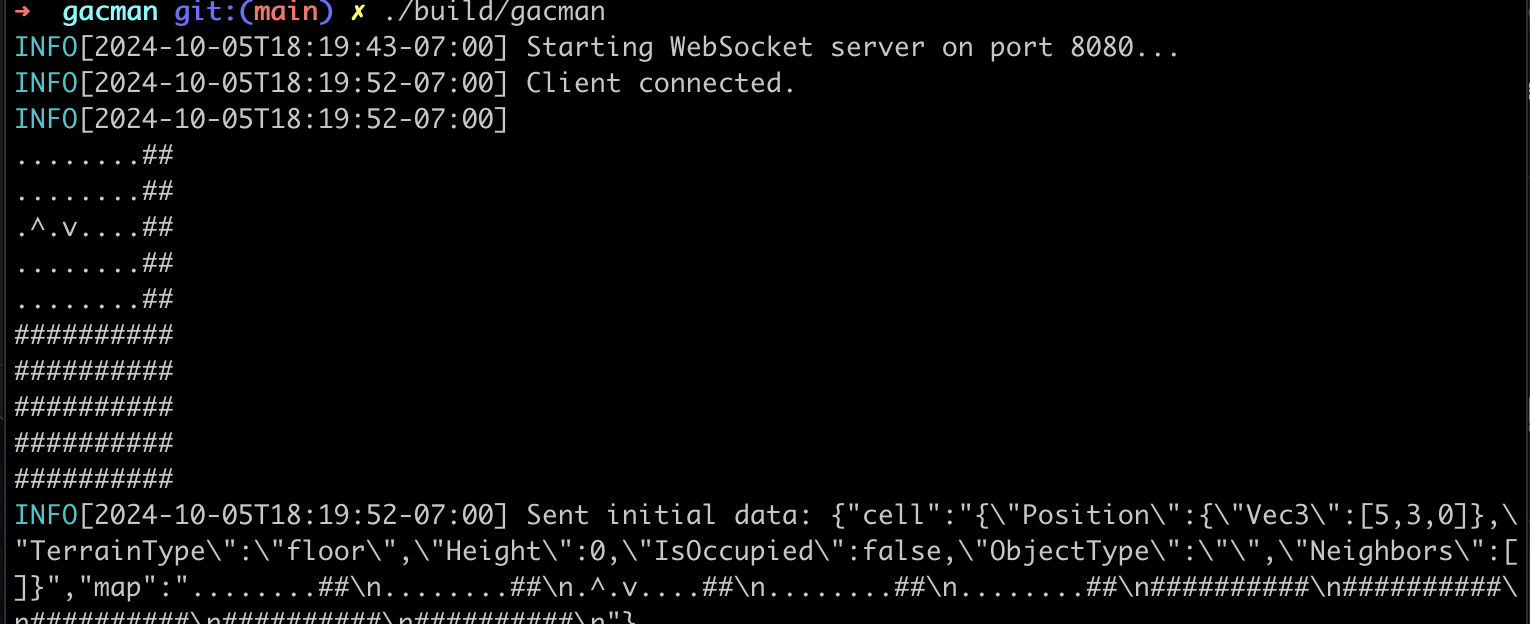 → gacman git:(main) ✗ ./build/gacman
INFO[2024-10-05T18:19:43-07:00] Starting WebSocket server on port 8080...
INFO[2024-10-05T18:19:52-07:00] Client connected.
INFO[2024-10-05T18:19:52-07:00]
........##
........##
.^.v....##
........##
........##
##########
##########
##########
##########
##########
INFO[2024-10-05T18:19:52-07:00] Sent initial data: {"cell":"{\"Position\":{\"Vec3\":[5,3,0]},\
"TerrainType\":\"floor\",\"Height\":0,\"IsOccupied\":false,\"ObjectType\":\"\",\"Neighbors\":[
]}","map":"........##\n........##\n.^.v....##\n........##\n........##\n##########\n##########\
n##########\n##########\n##########\n"}